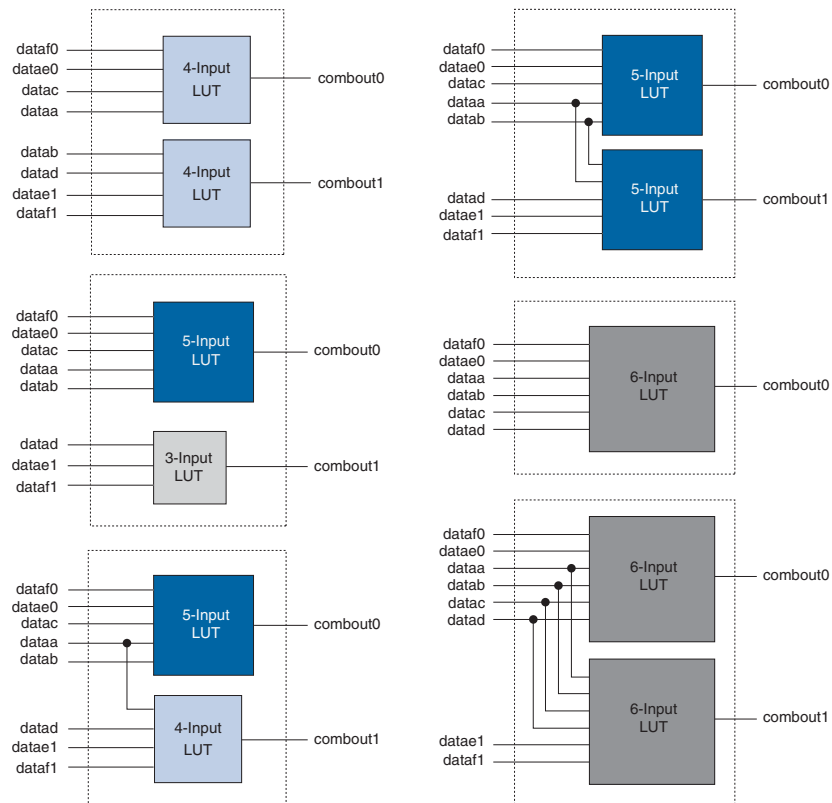 dataf0
datae0
datac
dataa
4-Input
LUT
combout0
datab
datad
datae1
dataf1
4-Input
LUT
combout1
dataf0
datae0
datac
dataa
datab
5-Input
LUT
combout0
datad
datae1
dataf1
3-Input
LUT
combout1
dataf0
datae0
datac
dataa
datab
5-Input
LUT
combout0
datad
datae1
dataf1
4-Input
LUT
combout1
dataf0
datae0
datac
dataa
datab
5-Input
LUT
combout0
datad
datae1
dataf1
5-Input
LUT
combout1
dataf0
datae0
dataa
datab
datac
datad
6-Input
LUT
combout0
dataf0
datae0
dataa
datab
datac
datad
6-Input
LUT
combout0
datae1
dataf1
6-Input
LUT
combout1